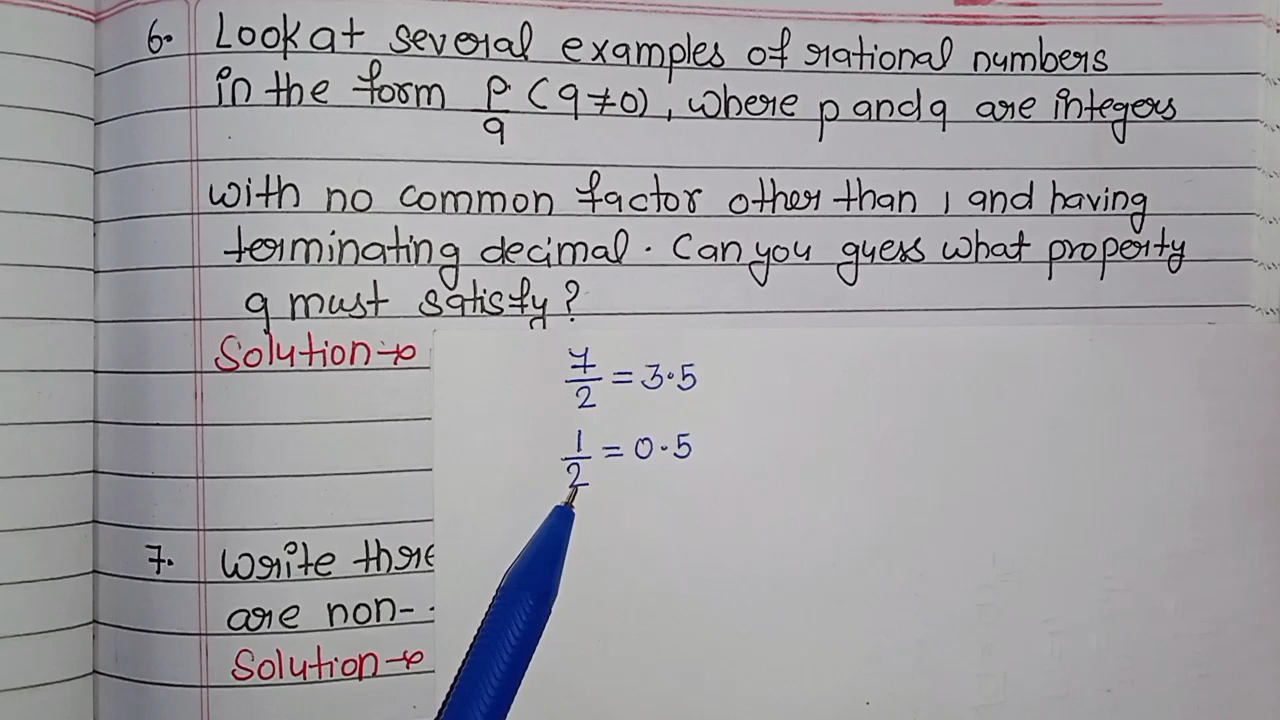 6. Look at several examples of rational numbers
in the form p/q (q≠0), where p and q are integers
with no common factor other than 1 and having
terminating decimal. Can you guess what property
q must satisfy?
Solution→
7/2 = 3.5
1/2 = 0.5
7. Write thre
are non-
Solution→